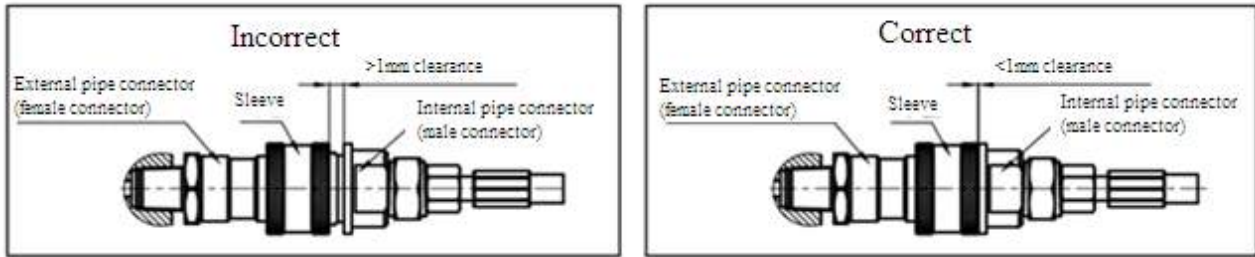 Incorrect
>1mm clearance
External pipe connector
(female connector)
Sleeve
Internal pipe connector
(male connector)
Correct
<1mm clearance
External pipe connector
(female connector)
Sleeve
Internal pipe connector
(male connector)